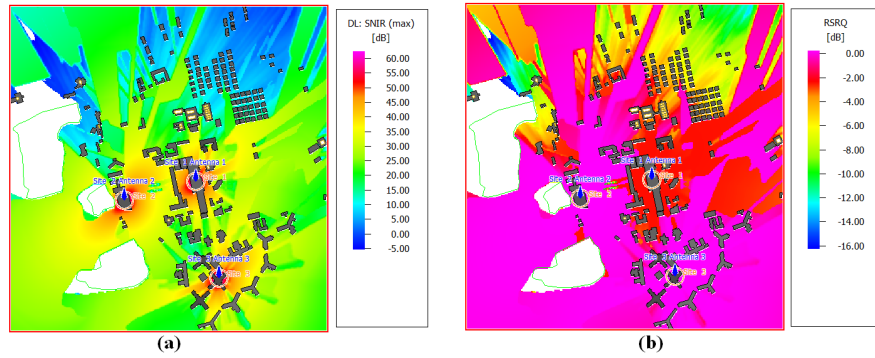 DL: SNIR (max)
[dB]
60.00
55.00
50.00
45.00
40.00
35.00
30.00
25.00
20.00
15.00
10.00
5.00
0.00
-5.00
Site 1 Antenna 1
Site 1
Site 2 Antenna 2
Site 2
Site 3 Antenna 3
Site 3
(a)
RSRQ
[dB]
0.00
-2.00
-4.00
-6.00
-8.00
-10.00
-12.00
-14.00
-16.00
Site 1 Antenna 1
Site 1
Site 2 Antenna 2
Site 2
Site 3 Antenna 3
Site 3
(b)